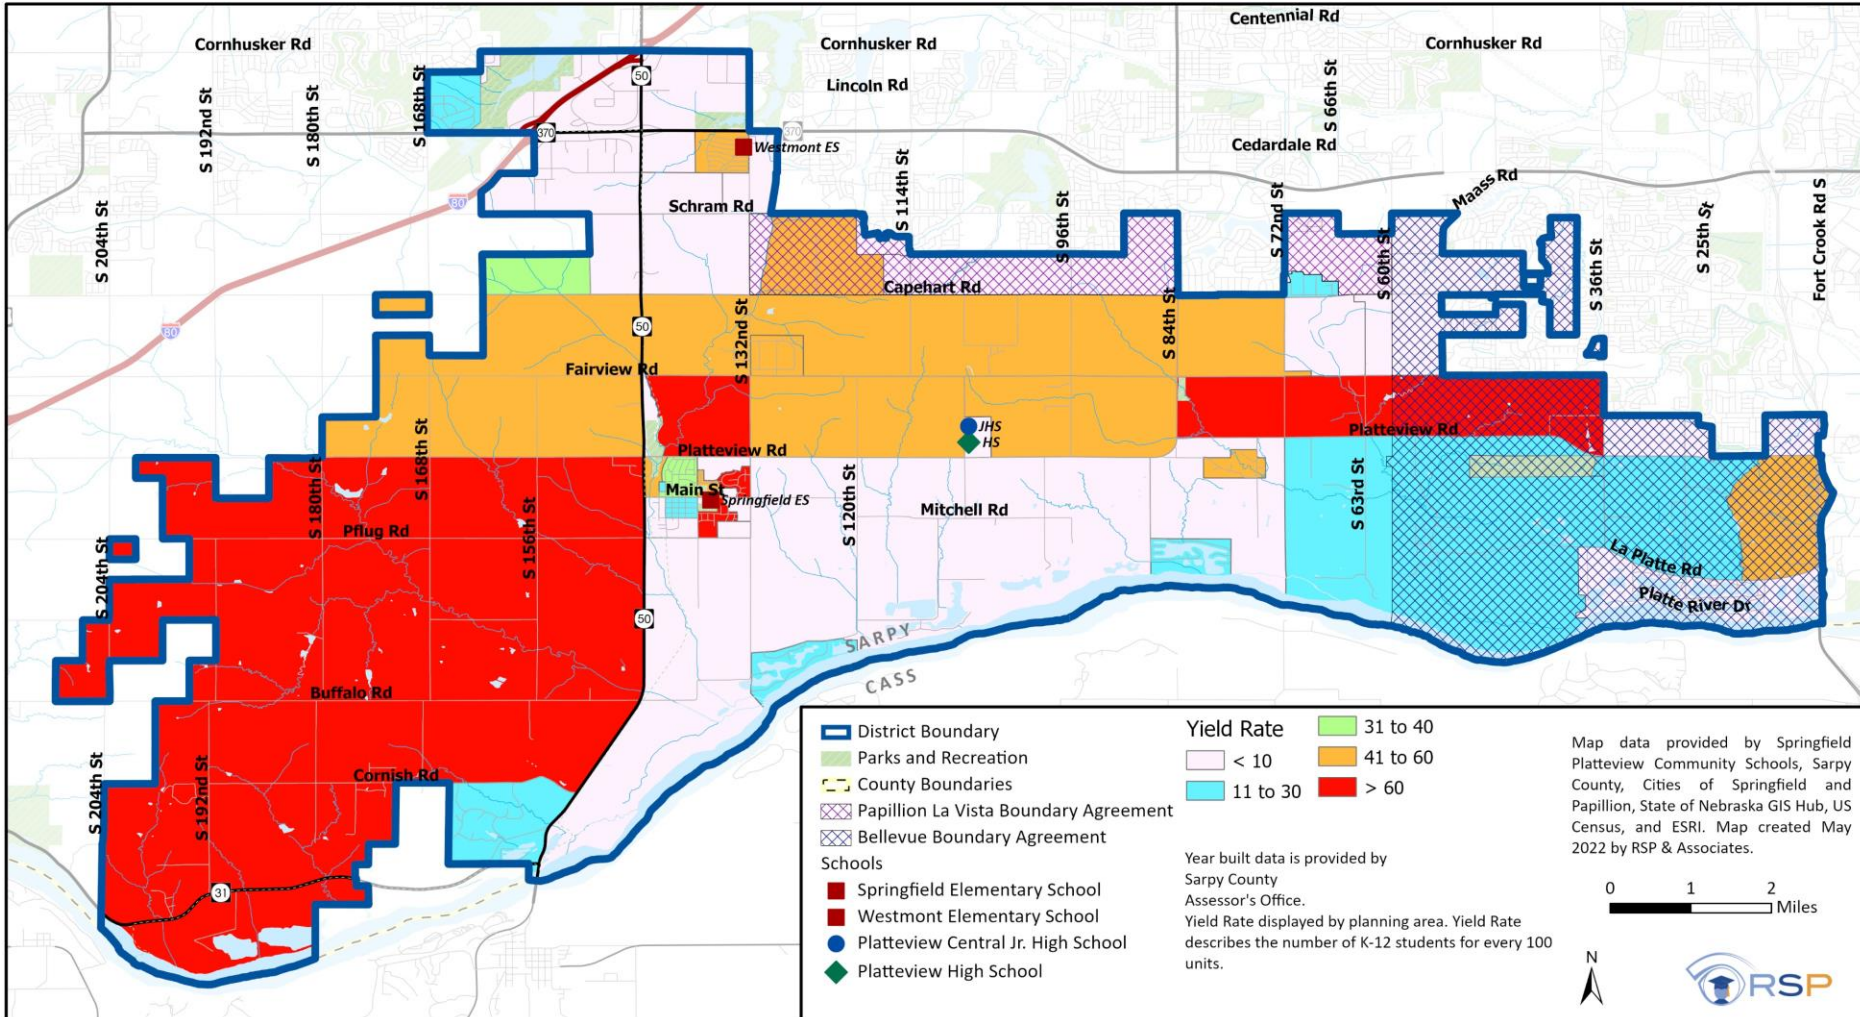 Centennial Rd
Cornhusker Rd
Cornhusker Rd
Cornhusker Rd
Lincoln Rd
50
S 192nd St
S 180th St
S 168th St
S 66th St
370
370
Westmont ES
Cedardale Rd
S 114th St
Maass Rd
80
Schram Rd
S 204th St
S 96th St
S 72nd St
S 60th St
S 36th St
S 25th St
Fort Crook Rd S
Capehart Rd
80
50
S 132nd St
S 84th St
Fairview Rd
JHS
HS
Platteview Rd
Platteview Rd
S 180th St
S 168th St
Main St
Springfield ES
S 156th St
S 120th St
Mitchell Rd
S 63rd St
Pflug Rd
S 204th St
La Platte Rd
Platte River Dr
50
SARPY
CASS
Buffalo Rd
Cornish Rd
S 204th St
S 192nd St
31
District Boundary
Parks and Recreation
County Boundaries
Papillion La Vista Boundary Agreement
Bellevue Boundary Agreement
Schools
Springfield Elementary School
Westmont Elementary School
Platteview Central Jr. High School
Platteview High School
Yield Rate
< 10
11 to 30
31 to 40
41 to 60
> 60
Year built data is provided by
Sarpy County
Assessor's Office.
Yield Rate displayed by planning area. Yield Rate
describes the number of K-12 students for every 100
units.
Map data provided by Springfield
Platteview Community Schools, Sarpy
County, Cities of Springfield and
Papillion, State of Nebraska GIS Hub, US
Census, and ESRI. Map created May
2022 by RSP & Associates.
0 1 2
Miles
N
RSP